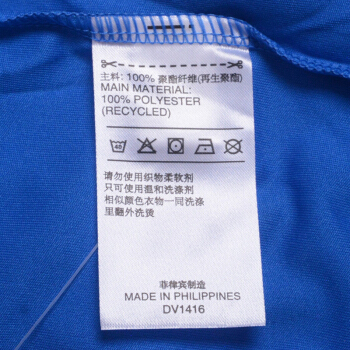 主料: 100% 聚酯纤维(再生聚酯)
MAIN MATERIAL:
100% POLYESTER
(RECYCLED)
40
请勿使用织物柔软剂
只可使用温和洗涤剂
相似颜色衣物一同洗涤
里翻外洗烫
菲律宾制造
MADE IN PHILIPPINES
DV1416